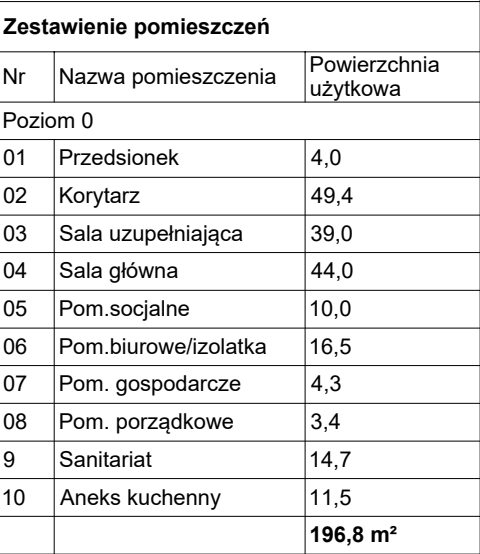 Zestawienie pomieszczeń
Nr Nazwa pomieszczenia Powierzchnia użytkowa
Poziom 0
01 Przedsionek 4,0
02 Korytarz 49,4
03 Sala uzupełniająca 39,0
04 Sala główna 44,0
05 Pom.socjalne 10,0
06 Pom.biurowe/izolatka 16,5
07 Pom. gospodarcze 4,3
08 Pom. porządkowe 3,4
9 Sanitariat 14,7
10 Aneks kuchenny 11,5
196,8 m²